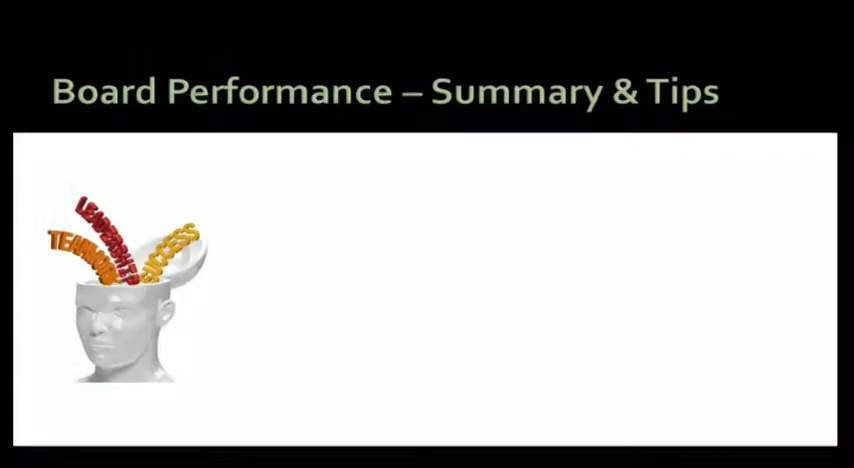 Board Performance – Summary & Tips
LEADERSHIP
TEAMWORK
SUCCESS